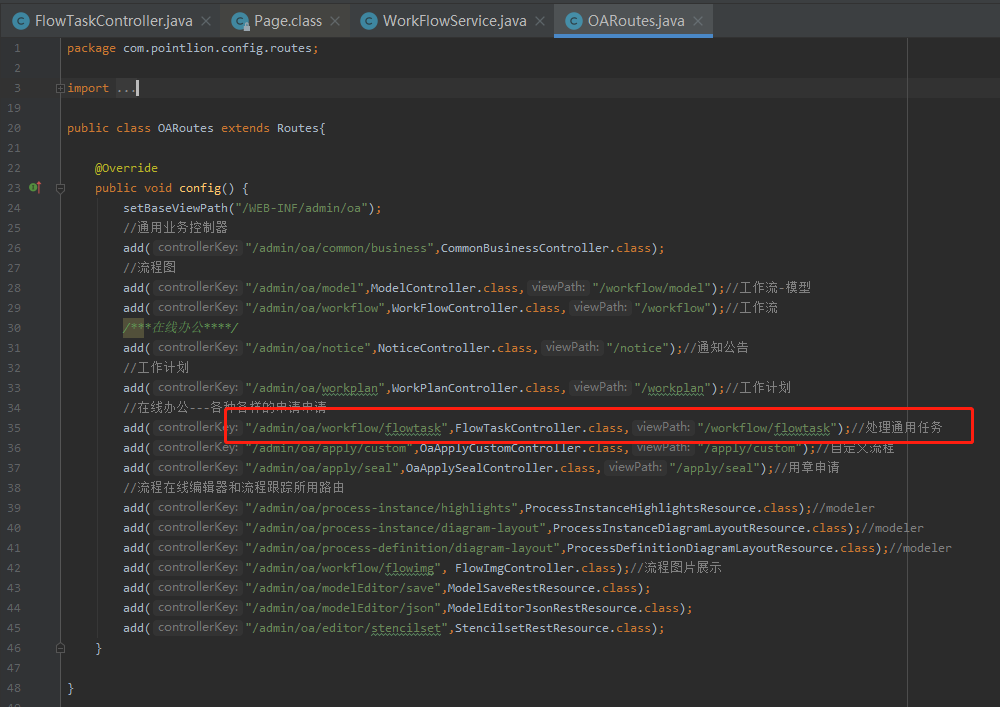 FlowTaskController.java
Page.class
WorkFlowService.java
OARoutes.java
1 package com.pointlion.config.routes;
2
3 import ...
19
20 public class OARoutes extends Routes{
21
22 @Override
23 public void config() {
24 setBaseViewPath("/WEB-INF/admin/oa");
25 //通用业务控制器
26 add( controllerKey: "/admin/oa/common/business",CommonBusinessController.class);
27 //流程图
28 add( controllerKey: "/admin/oa/model",ModelController.class, viewPath: "/workflow/model");//工作流-模型
29 add( controllerKey: "/admin/oa/workflow",WorkFlowController.class, viewPath: "/workflow");//工作流
30 /***在线办公****/
31 add( controllerKey: "/admin/oa/notice",NoticeController.class, viewPath: "/notice");//通知公告
32 //工作计划
33 add( controllerKey: "/admin/oa/workplan",WorkPlanController.class, viewPath: "/workplan");//工作计划
34 //在线办公---各种各样的申请申请
35 add( controllerKey: "/admin/oa/workflow/flowtask",FlowTaskController.class, viewPath: "/workflow/flowtask");//处理通用任务
36 add( controllerKey: "/admin/oa/apply/custom",OaApplyCustomController.class, viewPath: "/apply/custom");//自定义流程
37 add( controllerKey: "/admin/oa/apply/seal",OaApplySealController.class, viewPath: "/apply/seal");//用章申请
38 //流程在线编辑器和流程跟踪所用路由
39 add( controllerKey: "/admin/oa/process-instance/highlights",ProcessInstanceHighlightsResource.class);//modeler
40 add( controllerKey: "/admin/oa/process-instance/diagram-layout",ProcessInstanceDiagramLayoutResource.class);//modeler
41 add( controllerKey: "/admin/oa/process-definition/diagram-layout",ProcessDefinitionDiagramLayoutResource.class);//modeler
42 add( controllerKey: "/admin/oa/workflow/flowimg", FlowImgController.class);//流程图片展示
43 add( controllerKey: "/admin/oa/modelEditor/save",ModelSaveRestResource.class);
44 add( controllerKey: "/admin/oa/modelEditor/json",ModelEditorJsonRestResource.class);
45 add( controllerKey: "/admin/oa/editor/stencilset",StencilsetRestResource.class);
46 }
47
48 }